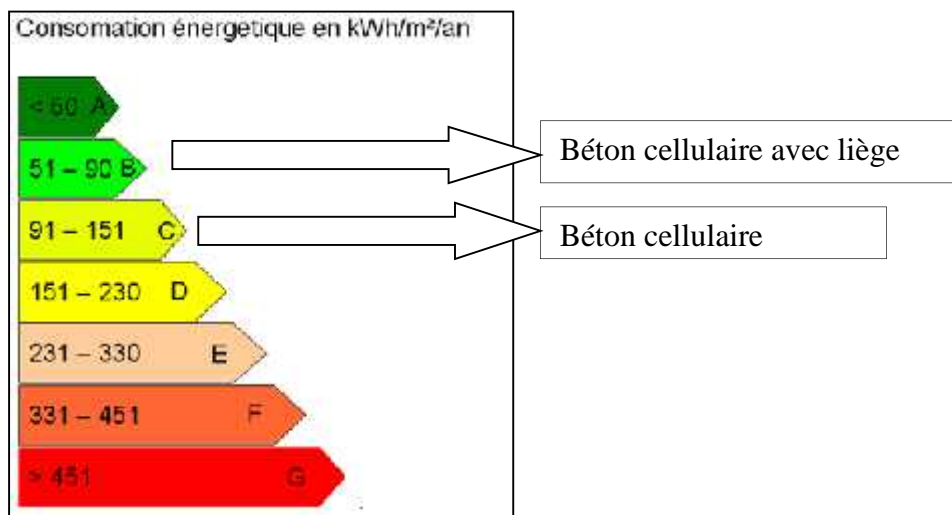 Consomation énergetique en kWh/m²/an
< 50 A
51 – 90 B
Béton cellulaire avec liège
91 – 151 C
Béton cellulaire
151 – 230 D
231 – 330 E
331 – 451 F
> 451 G